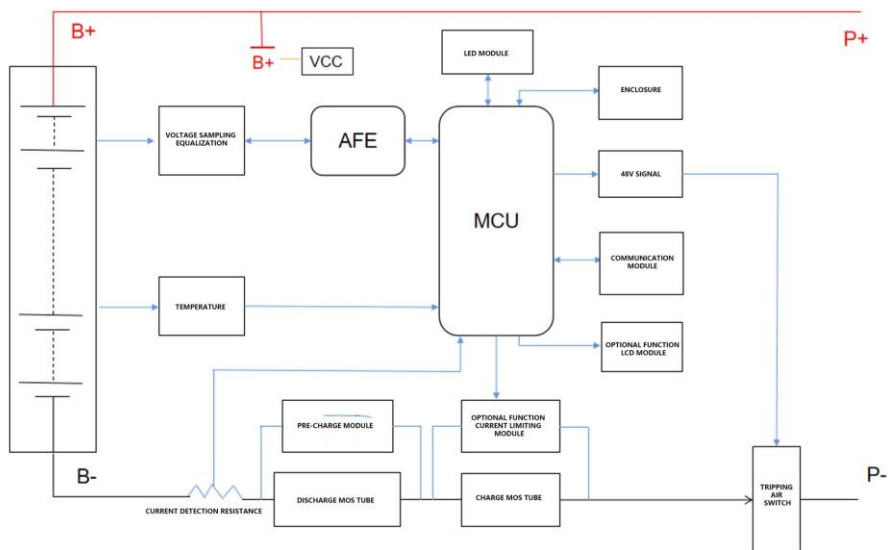 B+
P+
B+
VCC
LED MODULE
ENCLOSURE
VOLTAGE SAMPLING
EQUALIZATION
AFE
MCU
48V SIGNAL
COMMUNICATION
MODULE
TEMPERATURE
OPTIONAL FUNCTION
LCD MODULE
PRE-CHARGE MODULE
OPTIONAL FUNCTION
CURRENT LIMITING
MODULE
B-
P-
CURRENT DETECTION RESISTANCE
DISCHARGE MOS TUBE
CHARGE MOS TUBE
TRIPPING
AIR
SWITCH